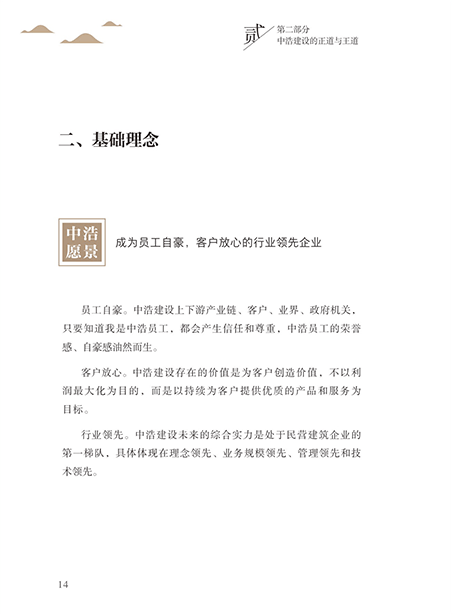 贰
第二部分
中浩建设的正道与王道
二、基础理念
中浩
愿景
成为员工自豪，客户放心的行业领先企业
员工自豪。中浩建设上下游产业链、客户、业界、政府机关，
只要知道我是中浩员工，都会产生信任和尊重，中浩员工的荣誉
感、自豪感油然而生。
客户放心。中浩建设存在的价值是为客户创造价值，不以利
润最大化为目的，而是以持续为客户提供优质的产品和服务为
目标。
行业领先。中浩建设未来的综合实力是处于民营建筑企业的
第一梯队，具体体现在理念领先、业务规模领先、管理领先和技
术领先。
14